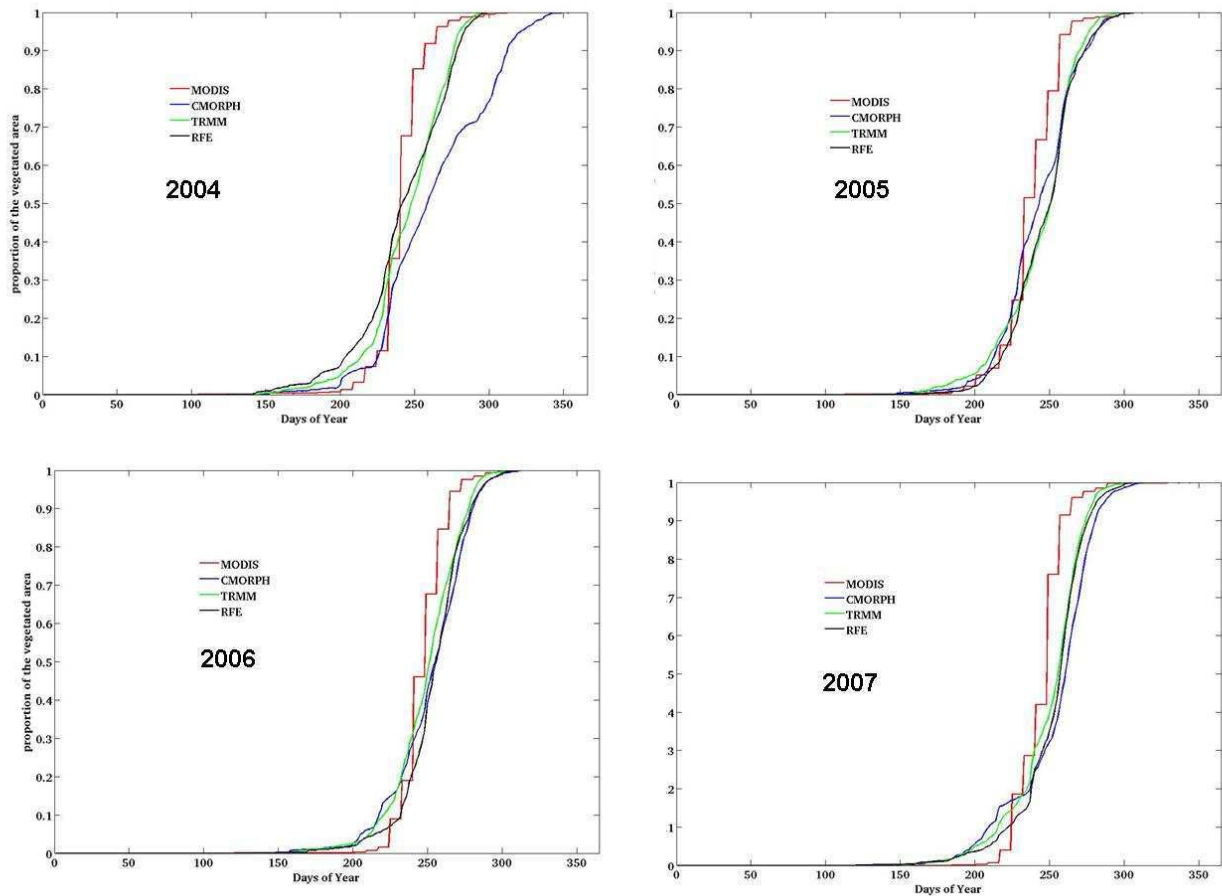 1
0.9
0.8
0.7
0.6
0.5
0.4
0.3
0.2
0.1
0
proportion of the vegetated area
MODIS
CMORPH
TRMM
RFE
2004
0 50 100 150 200 250 300 350
Days of Year
1
0.9
0.8
0.7
0.6
0.5
0.4
0.3
0.2
0.1
0
MODIS
CMORPH
TRMM
RFE
2005
0 50 100 150 200 250 300 350
Days of Year
1
0.9
0.8
0.7
0.6
0.5
0.4
0.3
0.2
0.1
0
proportion of the vegetated area
MODIS
CMORPH
TRMM
RFE
2006
0 50 100 150 200 250 300 350
Days of Year
1
9
8
7
6
5
4
3
2
1
0
MODIS
CMORPH
TRMM
RFE
2007
0 50 100 150 200 250 300 350
Days of Year